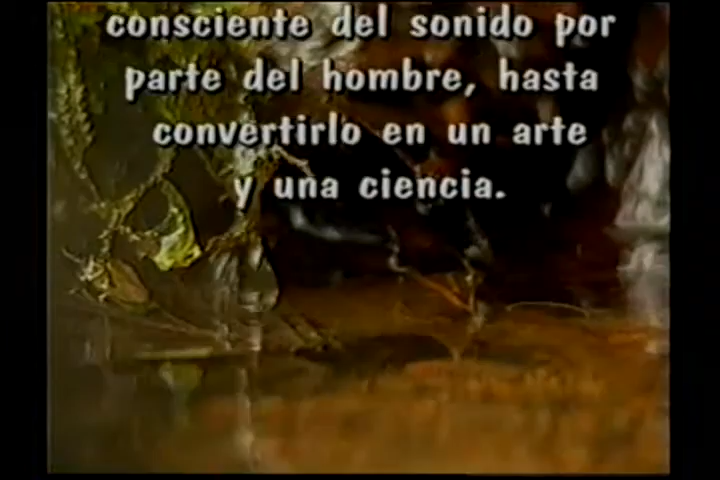 consciente del sonido por
parte del hombre, hasta
convertirlo en un arte
y una ciencia.